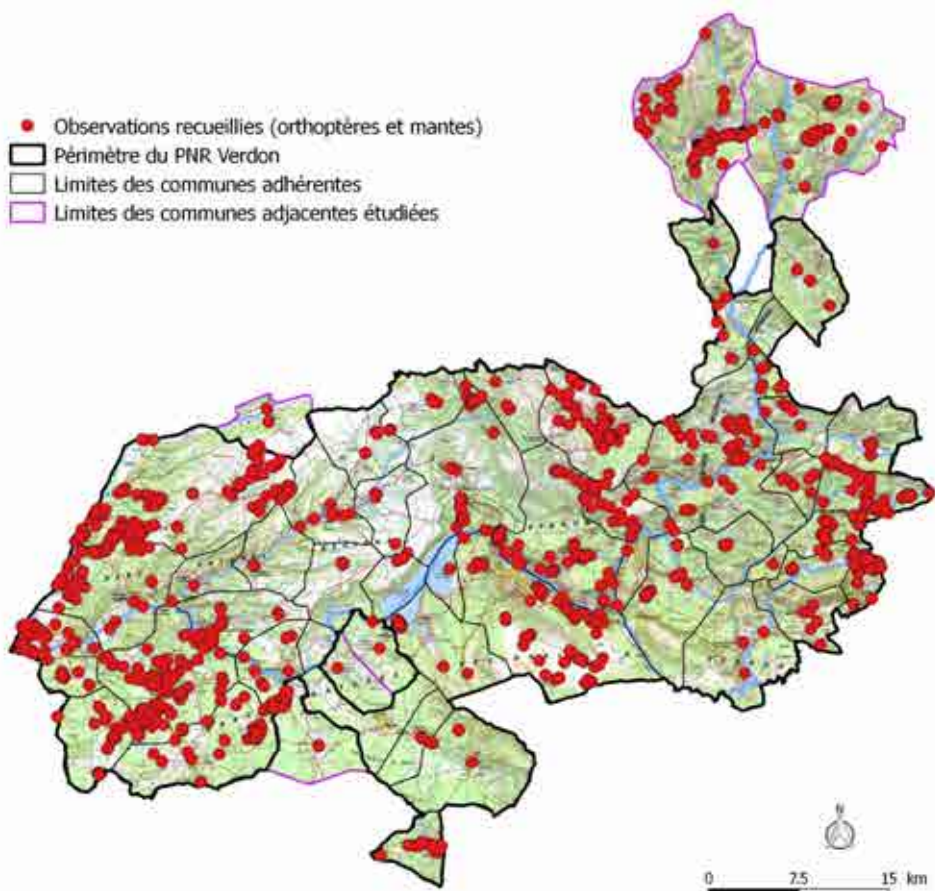 Observations recueillies (orthoptères et mantes)
Périmètre du PNR Verdon
Limites des communes adhérentes
Limites des communes adjacentes étudiées
N
0 7.5 15 km